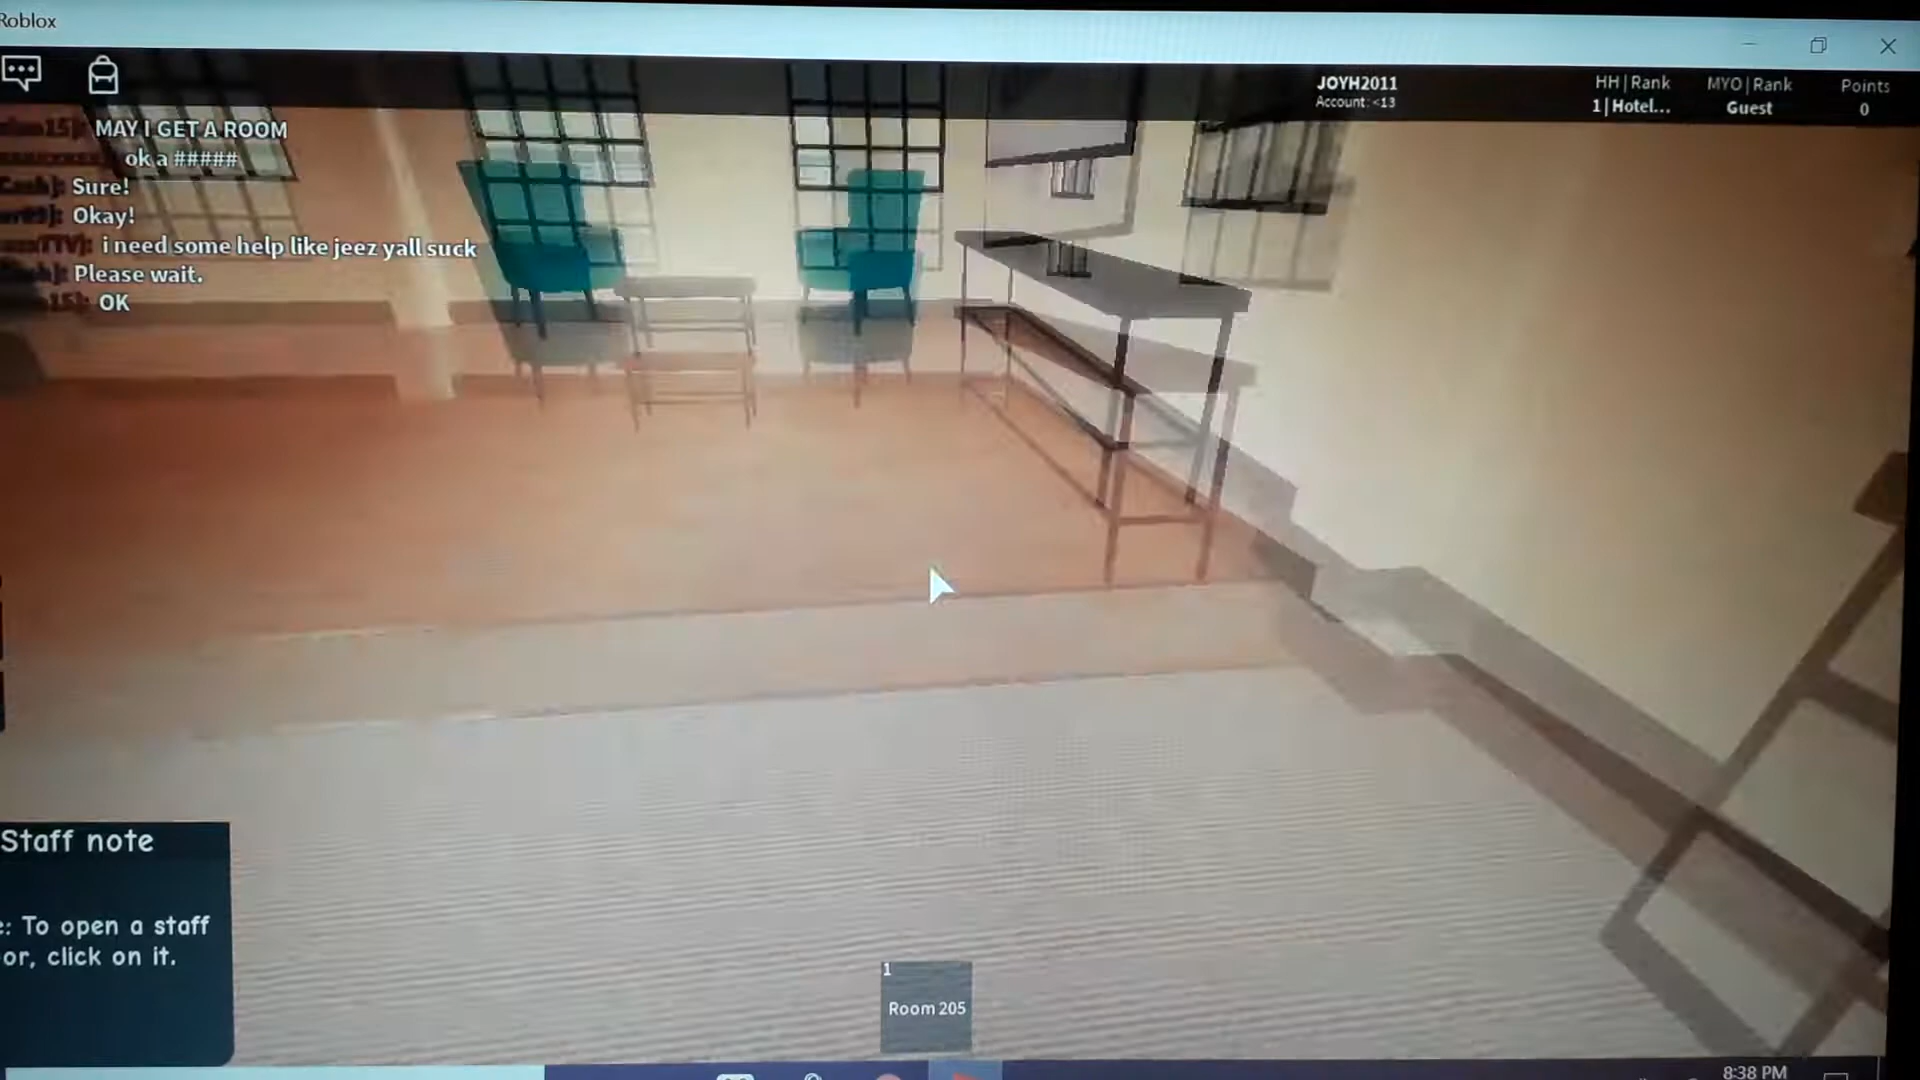 Roblox
JOYH2011
Account: <13
HH | Rank
1 | Hotel...
MYO | Rank
Guest
Points
0
MAY I GET A ROOM
ok a #####
Sure!
Okay!
i need some help like jeez yall suck
Please wait.
15]: OK
Staff note
e: To open a staff
or, click on it.
1
Room 205
8:38 PM